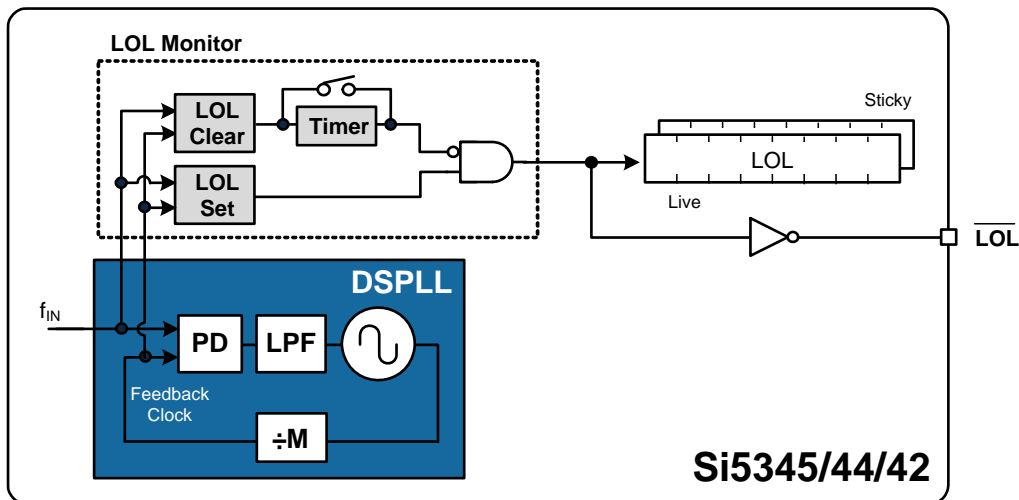 LOL Monitor
LOL
Clear
Timer
LOL
Set
Sticky
LOL
Live
LOL
DSPLL
fIN
PD
LPF
Feedback
Clock
÷M
Si5345/44/42